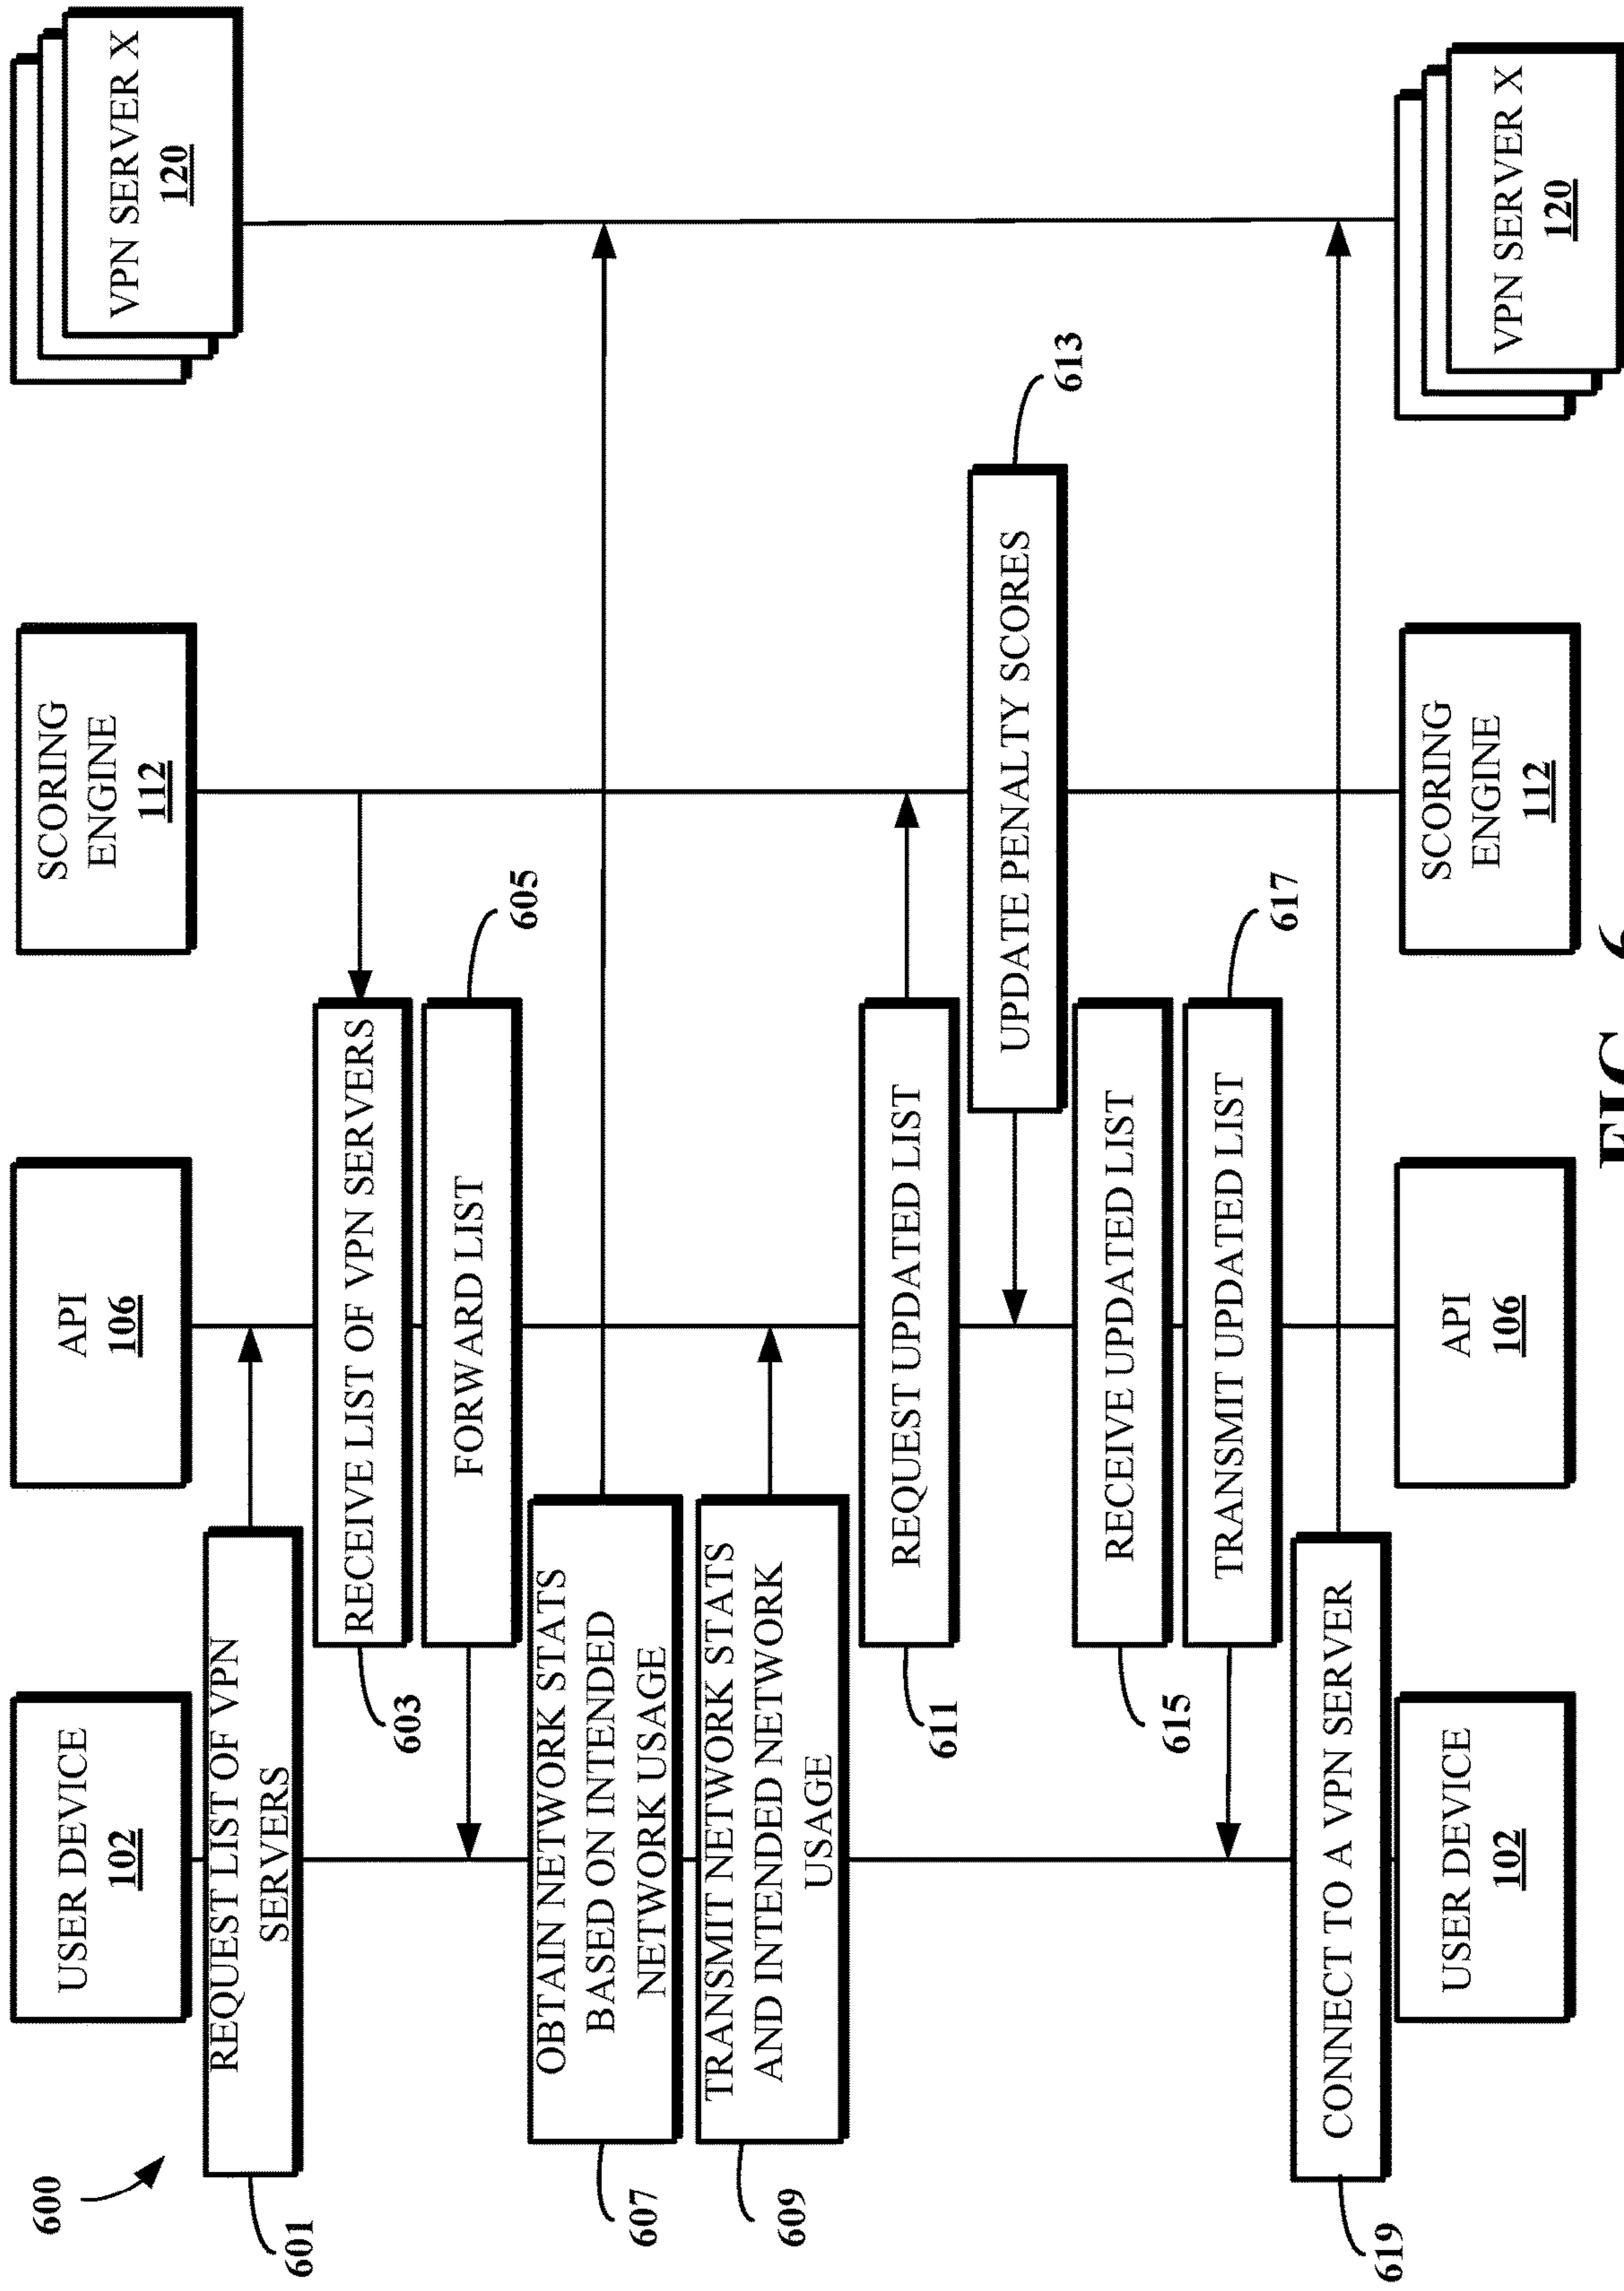 600
USER DEVICE
102
API
106
SCORING
ENGINE
112
VPN SERVER X
120
601
REQUEST LIST OF VPN
SERVERS
603
RECEIVE LIST OF VPN SERVERS
FORWARD LIST
605
607
OBTAIN NETWORK STATS
BASED ON INTENDED
NETWORK USAGE
609
TRANSMIT NETWORK STATS
AND INTENDED NETWORK
USAGE
611
REQUEST UPDATED LIST
UPDATE PENALTY SCORES
613
615
RECEIVE UPDATED LIST
TRANSMIT UPDATED LIST
617
619
CONNECT TO A VPN SERVER
USER DEVICE
102
API
106
SCORING
ENGINE
112
VPN SERVER X
120